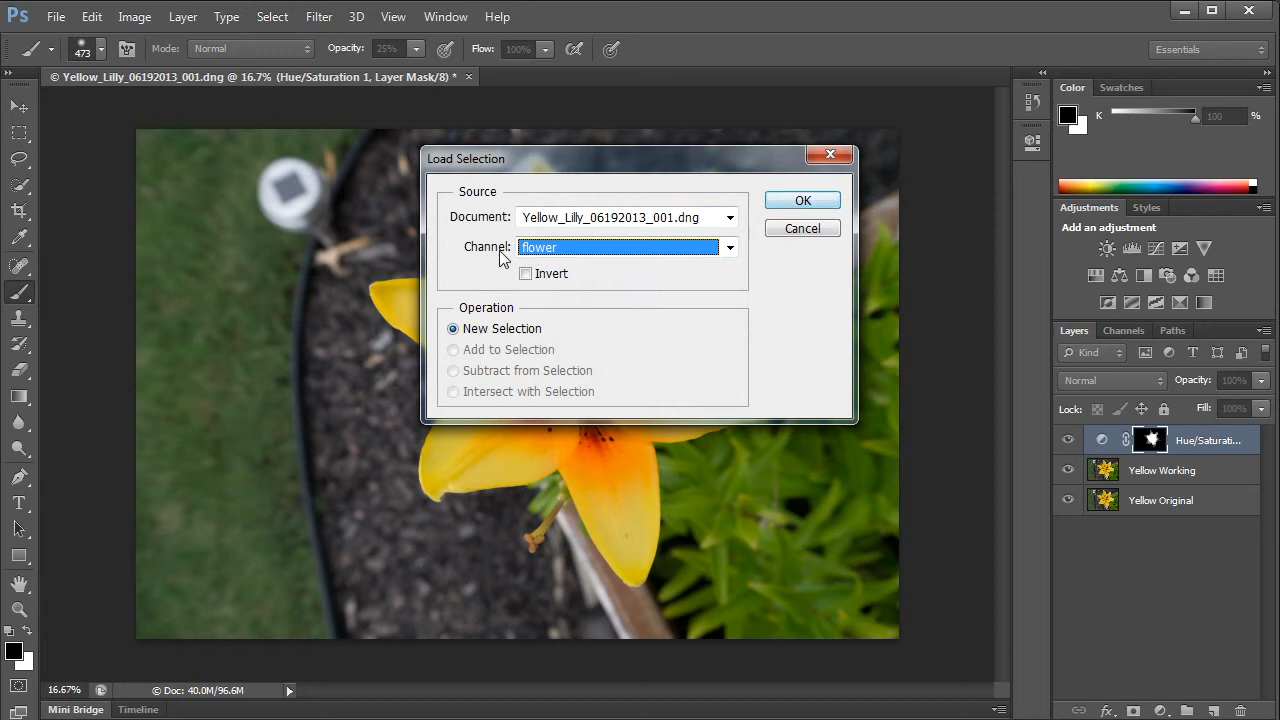 Ps File Edit Image Layer Type Select Filter 3D View Window Help
473 Mode: Normal Opacity: 25% Flow: 100% Essentials
© Yellow_Lilly_06192013_001.dng @ 16.7% (Hue/Saturation 1, Layer Mask/8) * ×
Color Swatches
K 100 %
Load Selection
Source
Document: Yellow_Lilly_06192013_001.dng
Channel: flower
Invert
OK
Cancel
Operation
New Selection
Add to Selection
Subtract from Selection
Intersect with Selection
Adjustments Styles
Add an adjustment
Layers Channels Paths
Kind
Normal Opacity: 100%
Lock: Fill: 100%
Hue/Saturati...
Yellow Working
Yellow Original
16.67% © Doc: 40.0M/96.6M
Mini Bridge Timeline
fx